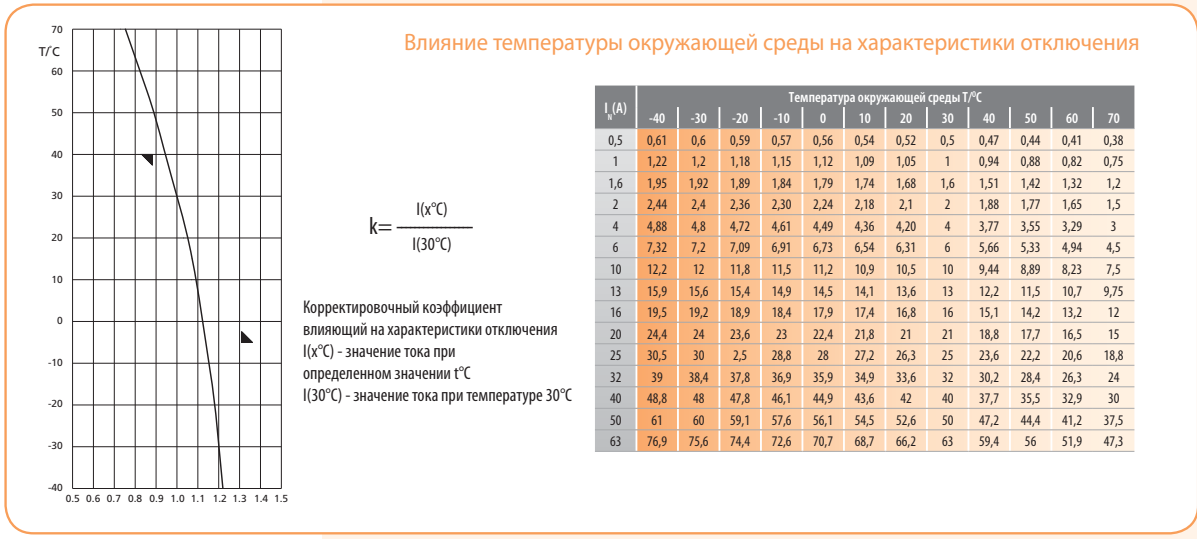 Влияние температуры окружающей среды на характеристики отключения
70
T/°C
60
50
40
30
20
10
0
-10
-20
-30
-40
0.5 0.6 0.7 0.8 0.9 1.0 1.1 1.2 1.3 1.4 1.5
k= I(x°C)
I(30°C)
Корректировочный коэффициент
влияющий на характеристики отключения
I(x°C) - значение тока при
определенном значении t°C
I(30°C) - значение тока при температуре 30°C
I N (A) Температура окружающей среды T/°C
-40 -30 -20 -10 0 10 20 30 40 50 60 70
0,5 0,61 0,6 0,59 0,57 0,56 0,54 0,52 0,5 0,47 0,44 0,41 0,38
1 1,22 1,2 1,18 1,15 1,12 1,09 1,05 1 0,94 0,88 0,82 0,75
1,6 1,95 1,92 1,89 1,84 1,79 1,74 1,68 1,6 1,51 1,42 1,32 1,2
2 2,44 2,4 2,36 2,30 2,24 2,18 2,1 2 1,88 1,77 1,65 1,5
4 4,88 4,8 4,72 4,61 4,49 4,36 4,20 4 3,77 3,55 3,29 3
6 7,32 7,2 7,09 6,91 6,73 6,54 6,31 6 5,66 5,33 4,94 4,5
10 12,2 12 11,8 11,5 11,2 10,9 10,5 10 9,44 8,89 8,23 7,5
13 15,9 15,6 15,4 14,9 14,5 14,1 13,6 13 12,2 11,5 10,7 9,75
16 19,5 19,2 18,9 18,4 17,9 17,4 16,8 16 15,1 14,2 13,2 12
20 24,4 24 23,6 23 22,4 21,8 21 21 18,8 17,7 16,5 15
25 30,5 30 2,5 28,8 28 27,2 26,3 25 23,6 22,2 20,6 18,8
32 39 38,4 37,8 36,9 35,9 34,9 33,6 32 30,2 28,4 26,3 24
40 48,8 48 47,8 46,1 44,9 43,6 42 40 37,7 35,5 32,9 30
50 61 60 59,1 57,6 56,1 54,5 52,6 50 47,2 44,4 41,2 37,5
63 76,9 75,6 74,4 72,6 70,7 68,7 66,2 63 59,4 56 51,9 47,3